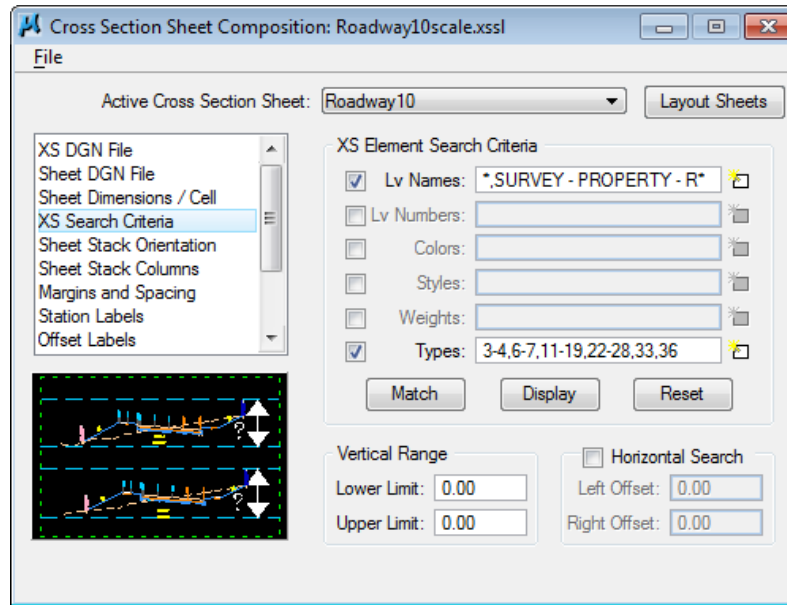 Cross Section Sheet Composition: Roadway10scale.xssl
File
Active Cross Section Sheet: Roadway10 Layout Sheets
XS DGN File
Sheet DGN File
Sheet Dimensions / Cell
XS Search Criteria
Sheet Stack Orientation
Sheet Stack Columns
Margins and Spacing
Station Labels
Offset Labels
XS Element Search Criteria
Lv Names: *,SURVEY - PROPERTY - R*
Lv Numbers:
Colors:
Styles:
Weights:
Types: 3-4,6-7,11-19,22-28,33,36
Match Display Reset
? 
?
Vertical Range
Lower Limit: 0.00
Upper Limit: 0.00
Horizontal Search
Left Offset: 0.00
Right Offset: 0.00